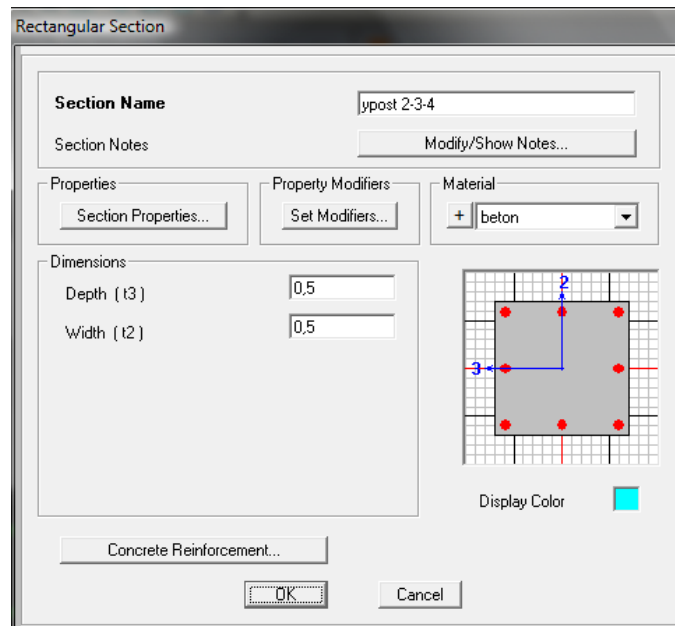 Rectangular Section
Section Name
ypost 2-3-4
Section Notes
Modify/Show Notes...
Properties
Section Properties...
Property Modifiers
Set Modifiers...
Material
+
beton
Dimensions
Depth ( t3 )
0,5
Width ( t2 )
0,5
2
3
Display Color
Concrete Reinforcement...
OK
Cancel